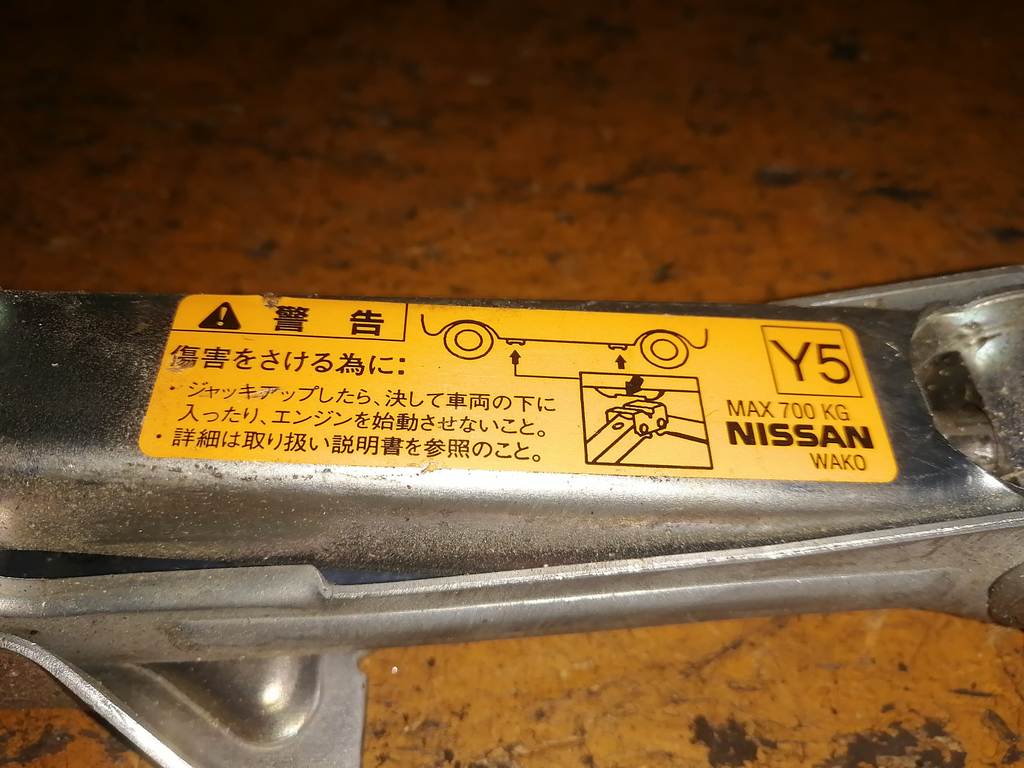 警告
傷害をさける為に:
・ジャッキアップしたら、決して車両の下に
入ったり、エンジンを始動させないこと。
・詳細は取り扱い説明書を参照のこと。
Y5
MAX 700 KG
NISSAN
WAKO